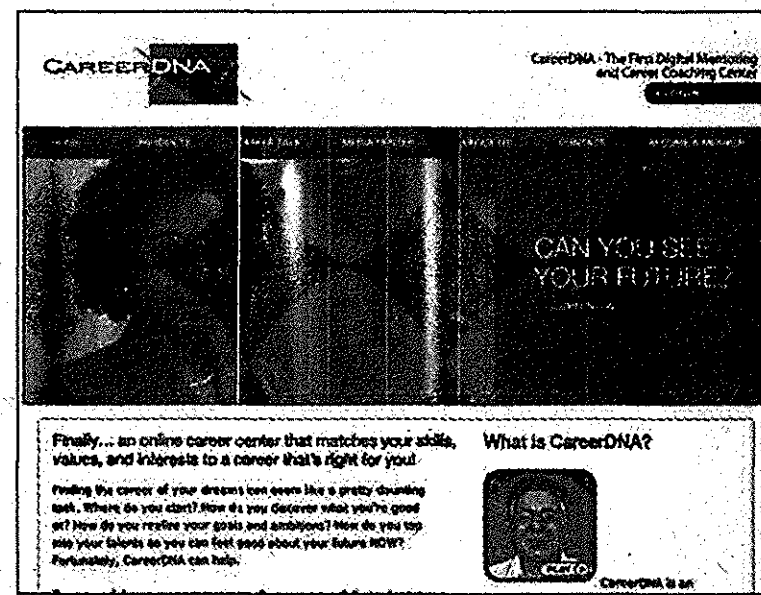 CAREERDNA
CareerDNA - The First Digital Mentoring
and Career Coaching Center
CONTACT
BECOME A MEMBER
CAN YOU SEE
YOUR FUTURE?
Finally... an online career center that matches your skills,
values, and interests to a career that's right for you!
What is CareerDNA?
Finding the career of your dreams can seem like a pretty daunting
task. Where do you start? How do you discover what you're good
at? How do you realize your goals and ambitions? How do you tap
into your talents so you can feel good about your future NOW?
Fortunately, CareerDNA can help.
PLAY
CareerDNA is an